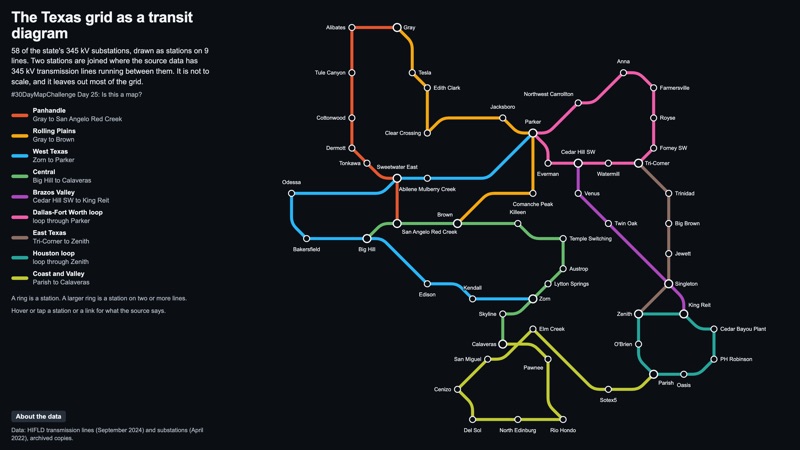 The Texas grid as a transit
diagram
58 of the state's 345 kV substations, drawn as stations on 9
lines. Two stations are joined where the source data has
345 kV transmission lines running between them. It is not to
scale, and it leaves out most of the grid.
#30DayMapChallenge Day 25: Is this a map?
Panhandle
Gray to San Angelo Red Creek
Rolling Plains
Gray to Brown
West Texas
Zorn to Parker
Central
Big Hill to Calaveras
Brazos Valley
Cedar Hill SW to King Reit
Dallas-Fort Worth loop
loop through Parker
East Texas
Tri-Corner to Zenith
Houston loop
loop through Zenith
Coast and Valley
Parish to Calaveras
A ring is a station. A larger ring is a station on two or more lines.
Hover or tap a station or a link for what the source says.
About the data
Data: HIFLD transmission lines (September 2024) and substations (April
2022), archived copies.
Alibates
Gray
Tule Canyon
Tesla
Edith Clark
Cottonwood
Clear Crossing
Jacksboro
Parker
Northwest Carrollton
Anna
Farmersville
Royse
Forney SW
Dermott
Tonkawa
Sweetwater East
Cedar Hill SW
Tri-Corner
Everman
Watermill
Odessa
Abilene Mulberry Creek
Comanche Peak
Venus
Trinidad
Brown
Killeen
San Angelo Red Creek
Twin Oak
Big Brown
Bakersfield
Big Hill
Temple Switching
Jewett
Austrop
Lytton Springs
Singleton
Edison
Kendall
Zorn
King Reit
Skyline
Elm Creek
Zenith
Cedar Bayou Plant
Calaveras
O'Brien
San Miguel
Pawnee
PH Robinson
Cenizo
Sotex5
Parish
Oasis
Del Sol
North Edinburg
Rio Hondo